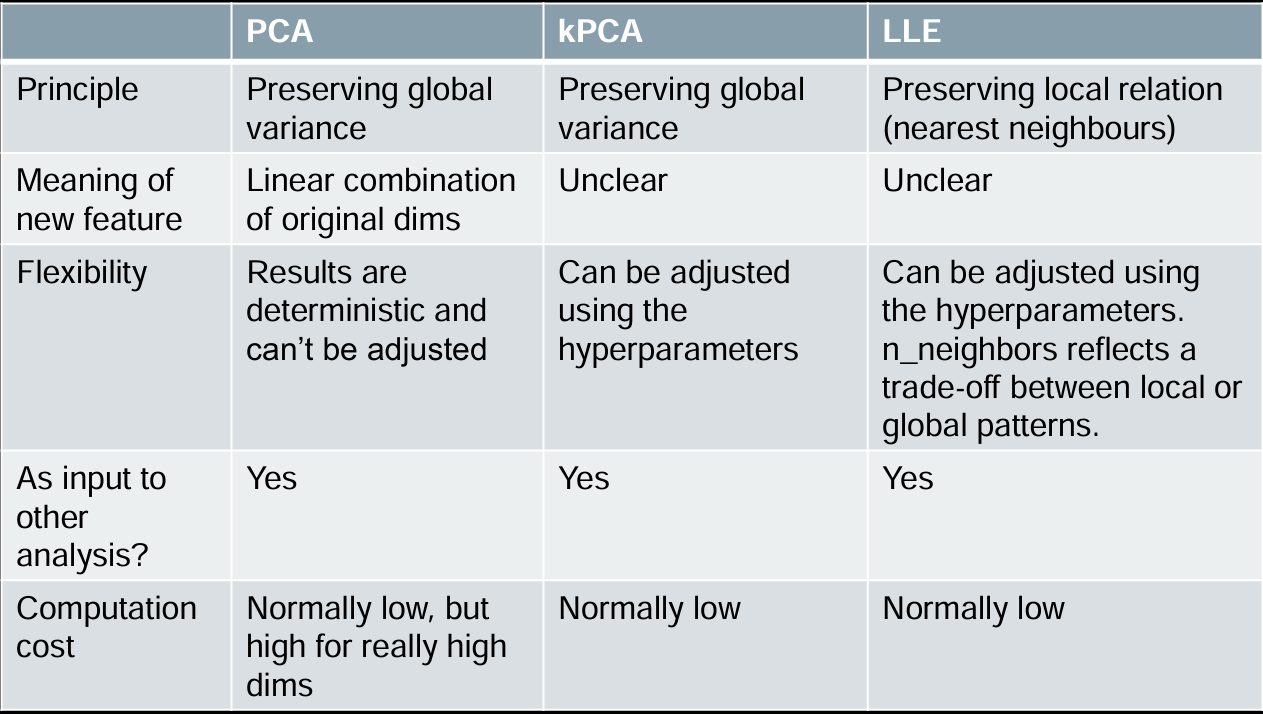 PCA
kPCA
LLE
Principle
Preserving global
variance
Preserving global
variance
Preserving local relation
(nearest neighbours)
Meaning of
new feature
Linear combination
of original dims
Unclear
Unclear
Flexibility
Results are
deterministic and
can’t be adjusted
Can be adjusted
using the
hyperparameters
Can be adjusted using
the hyperparameters.
n_neighbors reflects a
trade-off between local or
global patterns.
As input to
other
analysis?
Yes
Yes
Yes
Computation
cost
Normally low, but
high for really high
dims
Normally low
Normally low